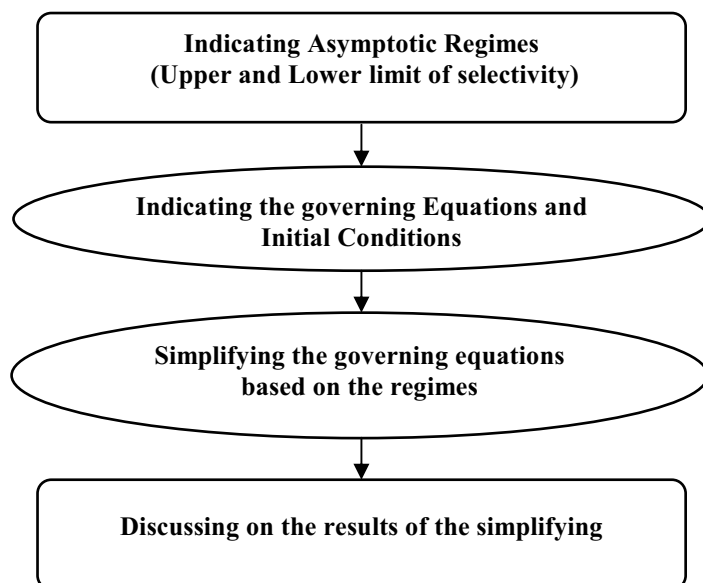 Indicating Asymptotic Regimes
(Upper and Lower limit of selectivity)
Indicating the governing Equations and
Initial Conditions
Simplifying the governing equations
based on the regimes
Discussing on the results of the simplifying